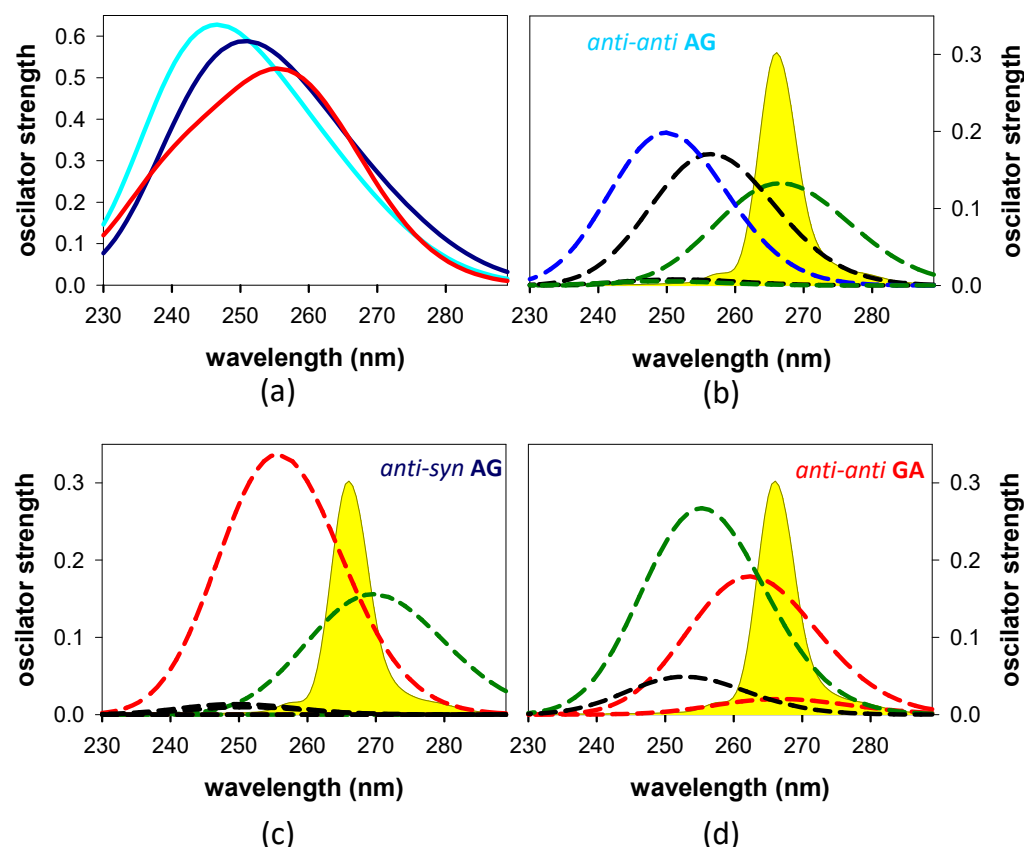 oscilator strength
0.6
0.5
0.4
0.3
0.2
0.1
0.0
230 240 250 260 270 280
wavelength (nm)
(a)
anti-anti AG
0.3
0.2
0.1
0.0
oscilator strength
230 240 250 260 270 280
wavelength (nm)
(b)
oscilator strength
0.3
0.2
0.1
0.0
anti-syn AG
230 240 250 260 270 280
wavelength (nm)
(c)
anti-anti GA
0.3
0.2
0.1
0.0
oscilator strength
230 240 250 260 270 280
wavelength (nm)
(d)